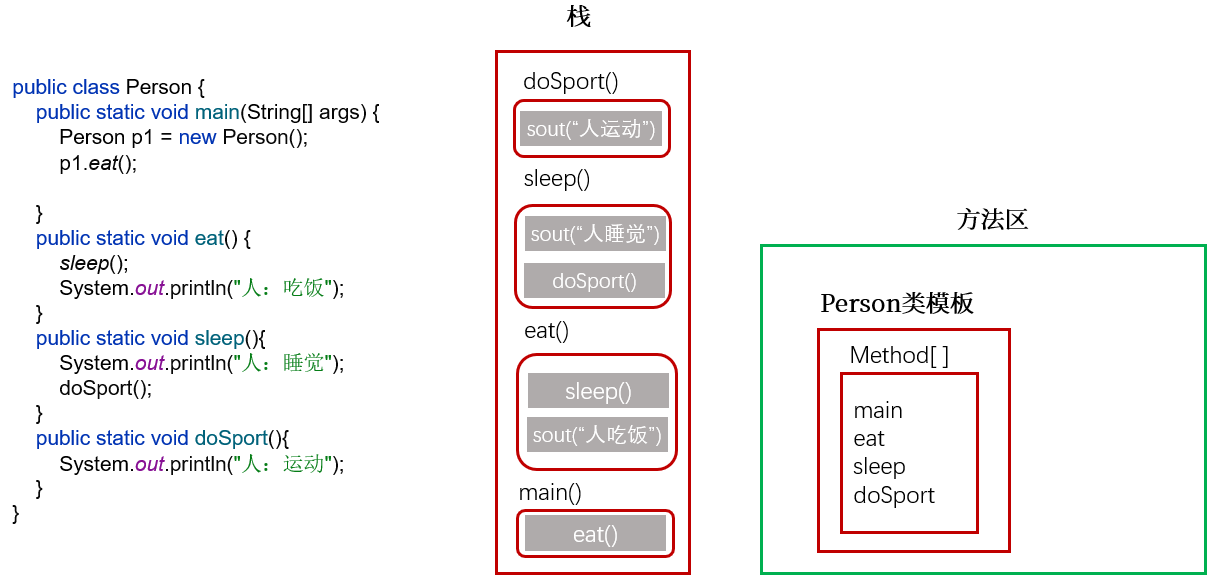 public class Person {
public static void main(String[] args) {
Person p1 = new Person();
p1.eat();
}
public static void eat() {
sleep();
System.out.println("人：吃饭");
}
public static void sleep(){
System.out.println("人：睡觉");
doSport();
}
public static void doSport(){
System.out.println("人：运动");
}
}
栈
doSport()
sout(“人运动”)
sleep()
sout(“人睡觉”)
doSport()
eat()
sleep()
sout(“人吃饭”)
main()
eat()
方法区
Person类模板
Method[ ]
main
eat
sleep
doSport